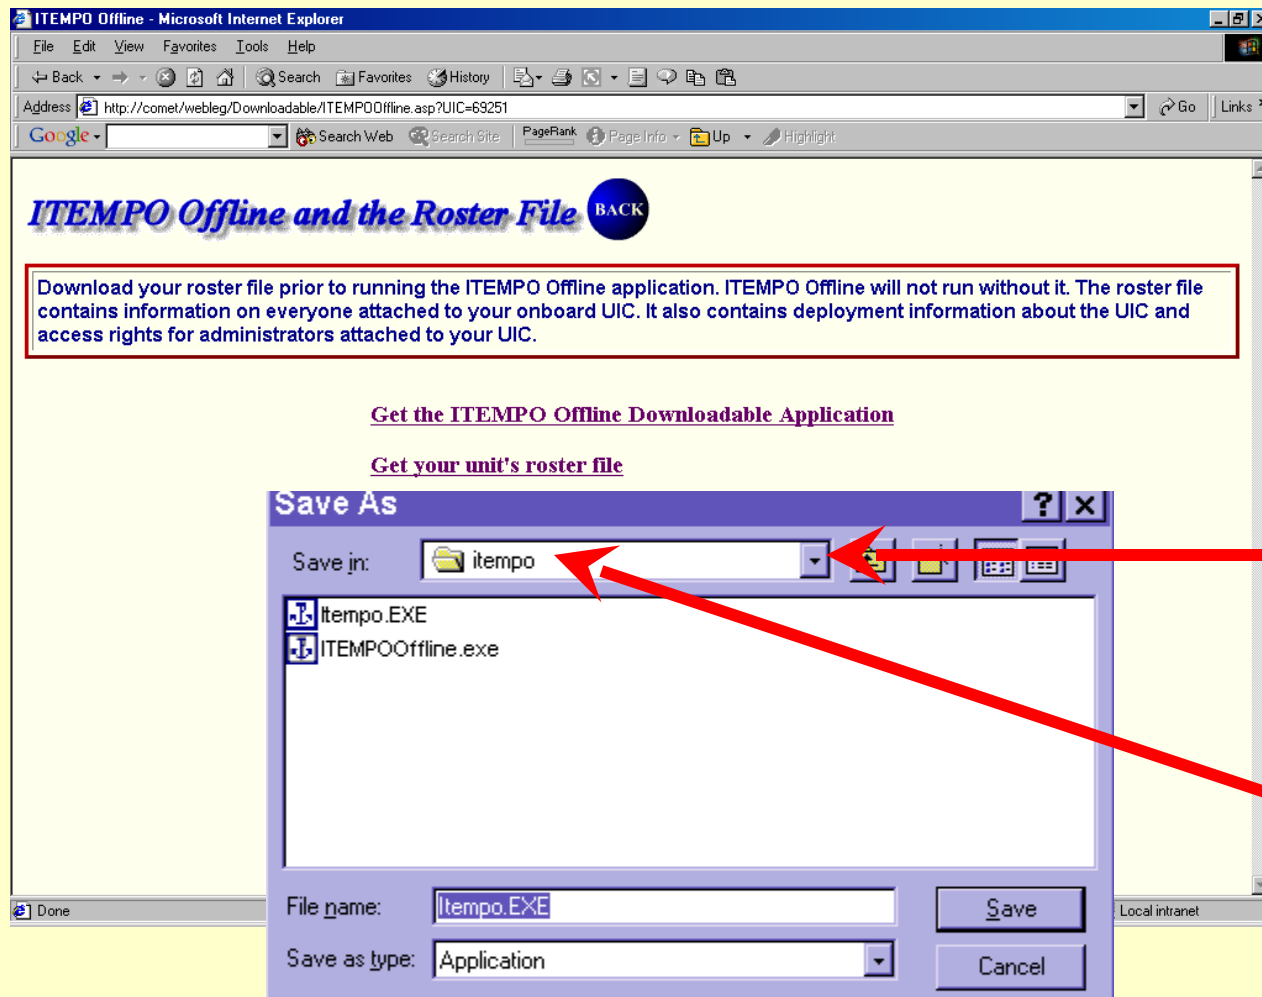 ITEMPO Offline - Microsoft Internet Explorer
File Edit View Favorites Tools Help
Back Search Favorites History
Address http://comet/webleg/Downloadable/ITEMPOOffline.asp?UIC=69251 Go Links
Google Search Web Search Site PageRank Page Info Up Highlight
ITEMPO Offline and the Roster File BACK
Download your roster file prior to running the ITEMPO Offline application. ITEMPO Offline will not run without it. The roster file
contains information on everyone attached to your onboard UIC. It also contains deployment information about the UIC and
access rights for administrators attached to your UIC.
Get the ITEMPO Offline Downloadable Application
Get your unit's roster file
Save As
Save in: itempo
Itempo.EXE
ITEMPOOffline.exe
File name: Itempo.EXE Save
Save as type: Application Cancel
Done Local intranet